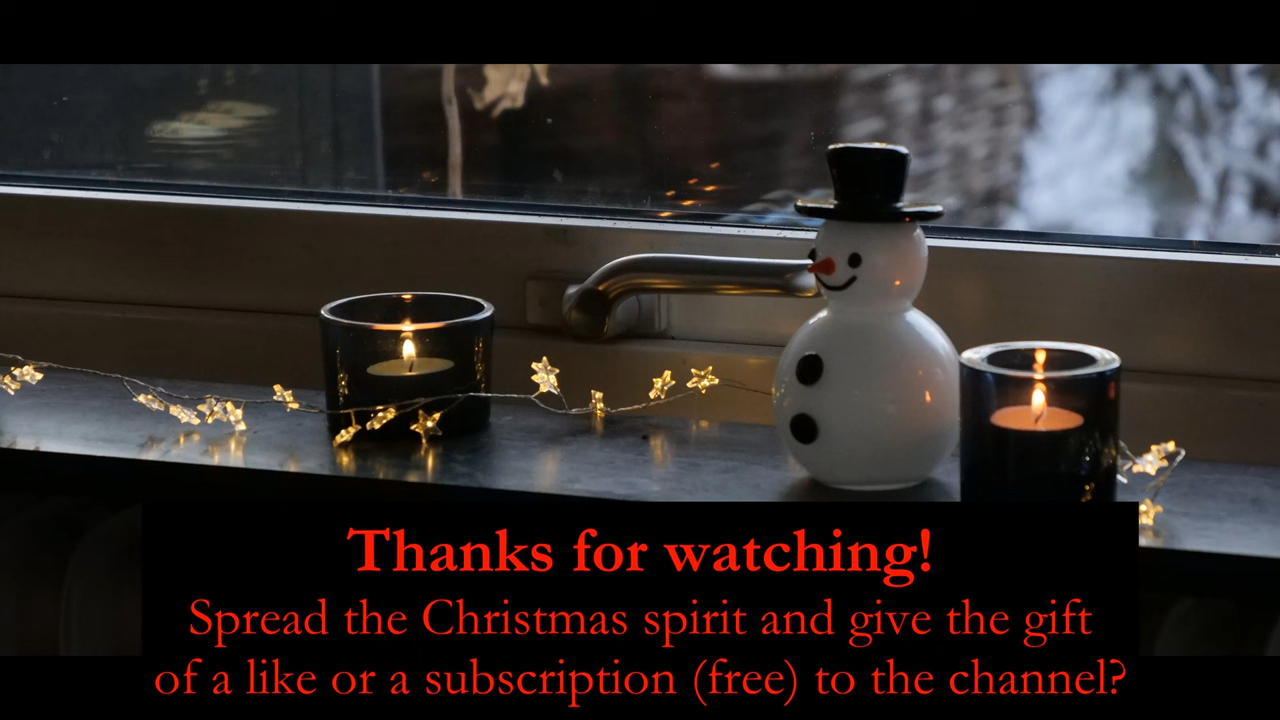 Thanks for watching!
Spread the Christmas spirit and give the gift
of a like or a subscription (free) to the channel?